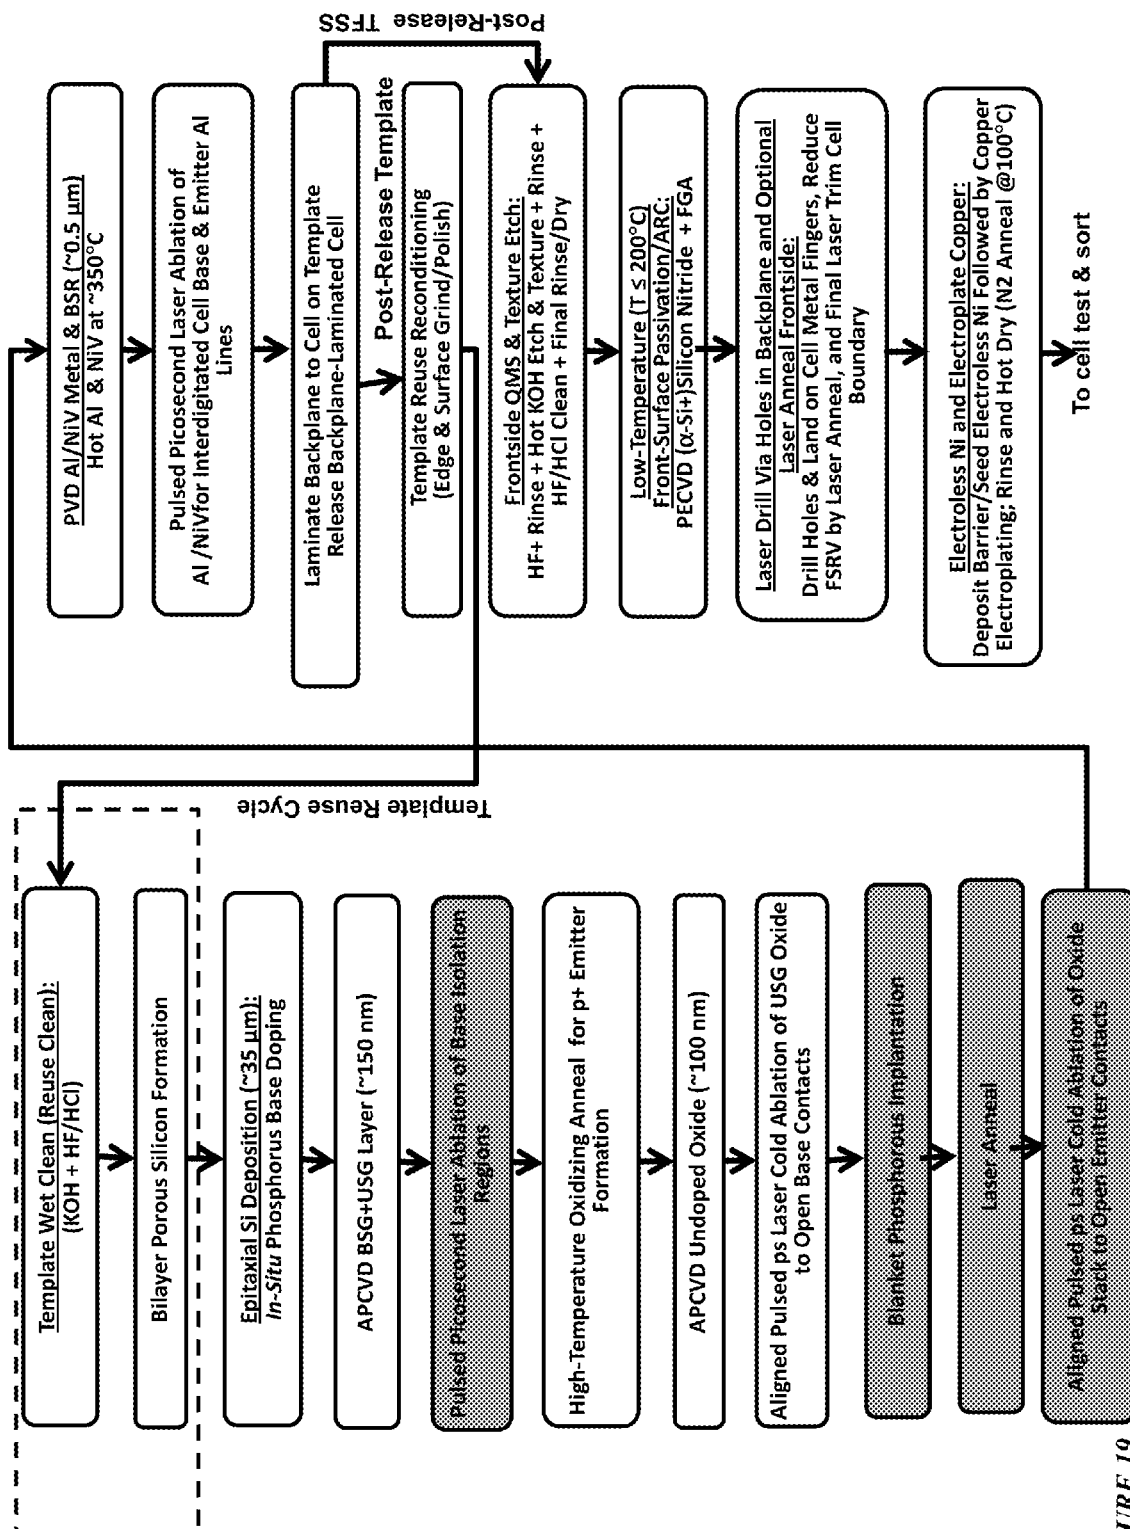 Template Wet Clean (Reuse Clean):
(KOH + HF/HCl)
Bilayer Porous Silicon Formation
Epitaxial Si Deposition (~35 µm):
In-Situ Phosphorus Base Doping
APCVD BSG+USG Layer (~150 nm)
Pulsed Picosecond Laser Ablation of Base Isolation
Regions
High-Temperature Oxidizing Anneal for p+ Emitter
Formation
APCVD Undoped Oxide (~100 nm)
Aligned Pulsed ps Laser Cold Ablation of USG Oxide
to Open Base Contacts
Blanket Phosphorous Implantation
Laser Anneal
Aligned Pulsed ps Laser Cold Ablation of Oxide
Stack to Open Emitter Contacts
Template Reuse Cycle
PVD Al/NiV Metal & BSR (~0.5 µm)
Hot Al & NiV at ~350°C
Pulsed Picosecond Laser Ablation of
Al /NiVfor Interdigitated Cell Base & Emitter Al
Lines
Laminate Backplane to Cell on Template
Release Backplane-Laminated Cell
Post-Release TFSS
Post-Release Template
Template Reuse Reconditioning
(Edge & Surface Grind/Polish)
Frontside QMS & Texture Etch:
HF+ Rinse + Hot KOH Etch & Texture + Rinse +
HF/HCl Clean + Final Rinse/Dry
Low-Temperature (T ≤ 200°C)
Front-Surface Passivation/ARC:
PECVD (α-Si+)Silicon Nitride + FGA
Laser Drill Via Holes in Backplane and Optional
Laser Anneal Frontside:
Drill Holes & Land on Cell Metal Fingers, Reduce
FSRV by Laser Anneal, and Final Laser Trim Cell
Boundary
Electroless Ni and Electroplate Copper:
Deposit Barrier/Seed Electroless Ni Followed by Copper
Electroplating; Rinse and Hot Dry (N2 Anneal @100°C)
To cell test & sort
URE 19